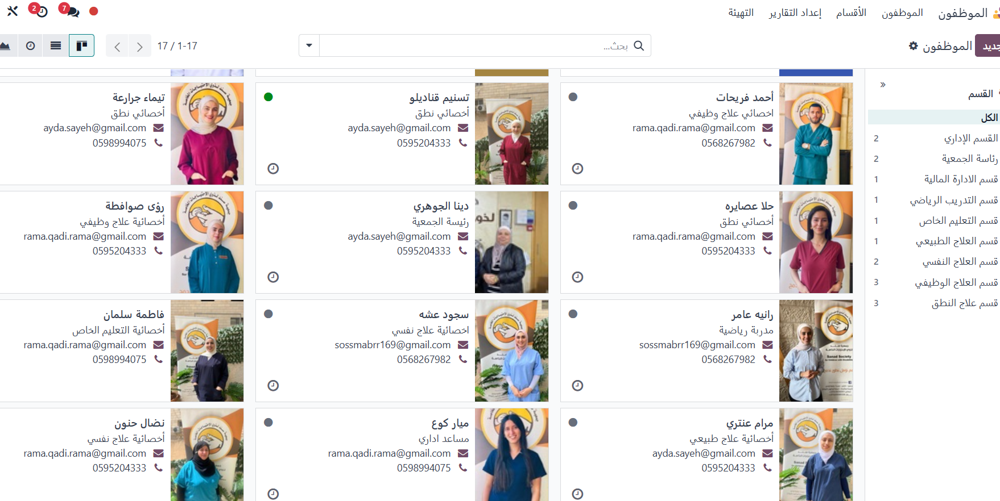 الموظفون
الموظفون
الأقسام
إعداد التقارير
التهيئة
7
2
جديد
الموظفون
بحث...
17 / 1-17
القسم
الكل
القسم الإداري 2
رئاسة الجمعية 2
قسم الادارة المالية 1
قسم التدريب الرياضي 1
قسم التعليم الخاص 1
قسم العلاج الطبيعي 1
قسم العلاج النفسي 2
قسم العلاج الوظيفي 3
قسم علاج النطق 3
أحمد فريحات
اخصائي علاج وظيفي
rama.qadi.rama@gmail.com
0568267982
تسنيم قناديلو
أخصائي نطق
ayda.sayeh@gmail.com
0595204333
تيماء جرارعة
أخصائي نطق
ayda.sayeh@gmail.com
0598994075
حلا عصايره
أخصائي نطق
rama.qadi.rama@gmail.com
0595204333
دينا الجوهري
رئيسة الجمعية
ayda.sayeh@gmail.com
0595204333
رؤى صوافطة
أخصائية علاج وظيفي
rama.qadi.rama@gmail.com
0595204333
رانيه عامر
مدربة رياضية
sossmabrr169@gmail.com
0568267982
Sanad Society
سجود عشه
اخصائية علاج نفسي
sossmabrr169@gmail.com
0568267982
فاطمة سلمان
أخصائية التعليم الخاص
rama.qadi.rama@gmail.com
0598994075
مرام عنتري
أخصائية علاج طبيعي
ayda.sayeh@gmail.com
0595204333
ميار كوع
مساعد اداري
rama.qadi.rama@gmail.com
0598994075
نضال حنون
أخصائية علاج نفسي
rama.qadi.rama@gmail.com
0595204333